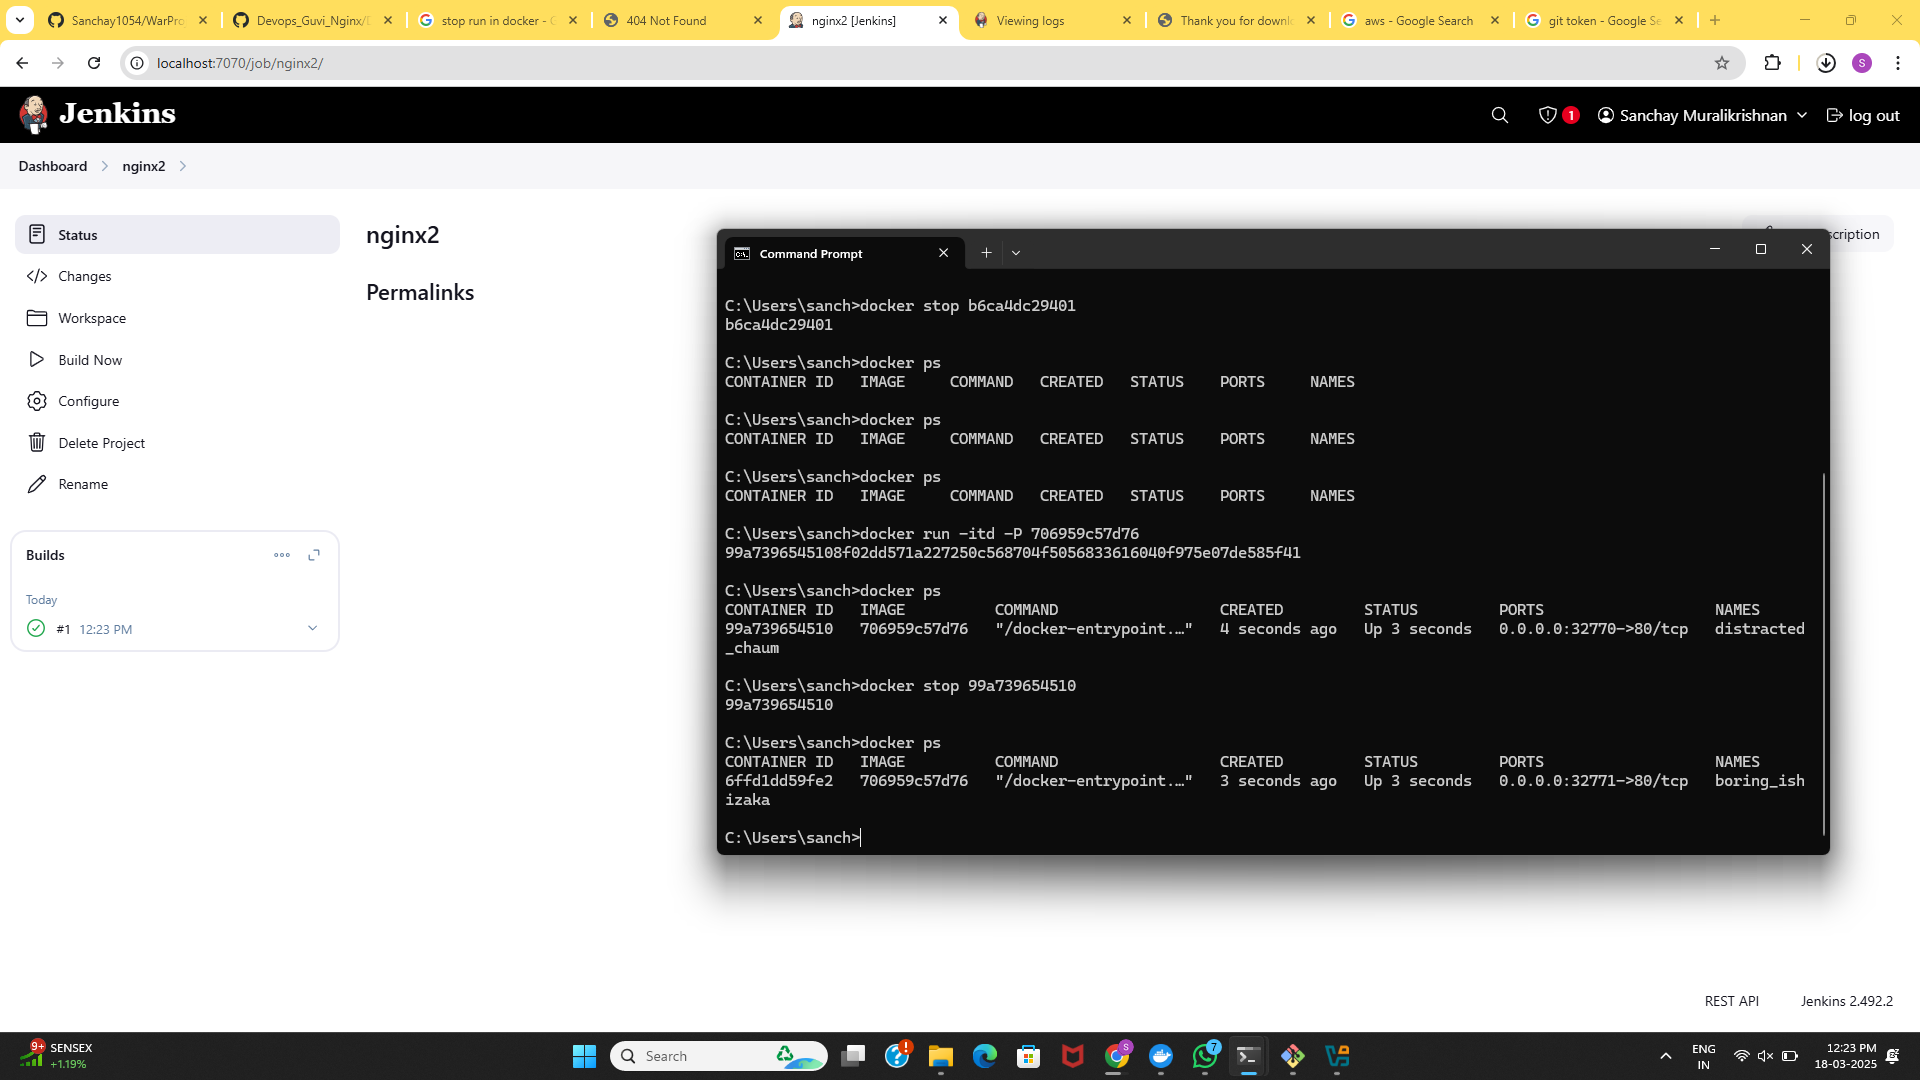 Sanchay1054/WarPro
Devops_Guvi_Nginx/
stop run in docker - G
404 Not Found
nginx2 [Jenkins]
Viewing logs
Thank you for downl
aws - Google Search
git token - Google Se
localhost:7070/job/nginx2/
S
Jenkins
1
Sanchay Muralikrishnan
log out
Dashboard
nginx2
Status
Changes
Workspace
Build Now
Configure
Delete Project
Rename
Builds
Today
#1 12:23 PM
nginx2
scription
Permalinks
Command Prompt
C:\Users\sanch>docker stop b6ca4dc29401
b6ca4dc29401
C:\Users\sanch>docker ps
CONTAINER ID IMAGE COMMAND CREATED STATUS PORTS NAMES
C:\Users\sanch>docker ps
CONTAINER ID IMAGE COMMAND CREATED STATUS PORTS NAMES
C:\Users\sanch>docker ps
CONTAINER ID IMAGE COMMAND CREATED STATUS PORTS NAMES
C:\Users\sanch>docker run -itd -P 706959c57d76
99a7396545108f02dd571a227250c568704f5056833616040f975e07de585f41
C:\Users\sanch>docker ps
CONTAINER ID IMAGE COMMAND CREATED STATUS PORTS NAMES
99a739654510 706959c57d76 "/docker-entrypoint.…" 4 seconds ago Up 3 seconds 0.0.0.0:32770->80/tcp distracted
_chaum
C:\Users\sanch>docker stop 99a739654510
99a739654510
C:\Users\sanch>docker ps
CONTAINER ID IMAGE COMMAND CREATED STATUS PORTS NAMES
6ffd1dd59fe2 706959c57d76 "/docker-entrypoint.…" 3 seconds ago Up 3 seconds 0.0.0.0:32771->80/tcp boring_ish
izaka
C:\Users\sanch>
REST API
Jenkins 2.492.2
9+
SENSEX
+1.19%
Search
S
7
ENG
IN
12:23 PM
18-03-2025